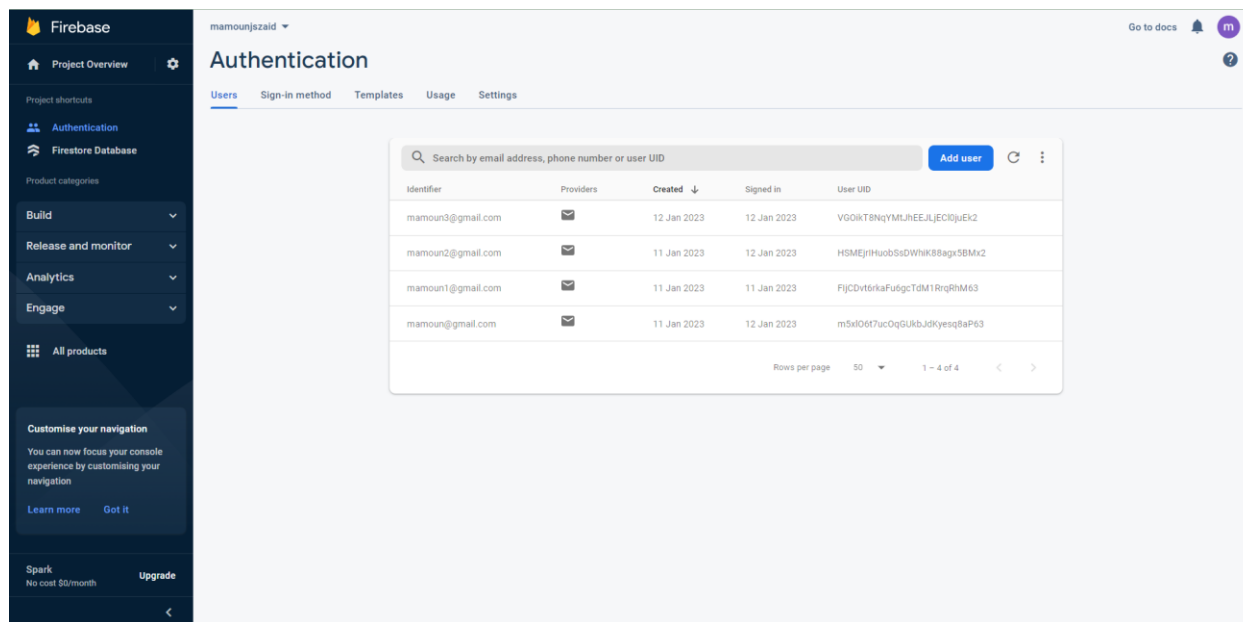 Firebase
mamounjszaid
Go to docs
m
Project Overview
Authentication
?
Users Sign-in method Templates Usage Settings
Project shortcuts
Authentication
Firestore Database
Product categories
Build
Release and monitor
Analytics
Engage
All products
Customise your navigation
You can now focus your console
experience by customising your
navigation
Learn more Got it
Spark
No cost $0/month
Upgrade
Search by email address, phone number or user UID
Add user
Identifier Providers Created Signed in User UID
mamoun3@gmail.com 12 Jan 2023 12 Jan 2023
mamoun2@gmail.com 11 Jan 2023 12 Jan 2023
mamoun1@gmail.com 11 Jan 2023 11 Jan 2023
mamoun@gmail.com 11 Jan 2023 12 Jan 2023
Rows per page 50 1 – 4 of 4